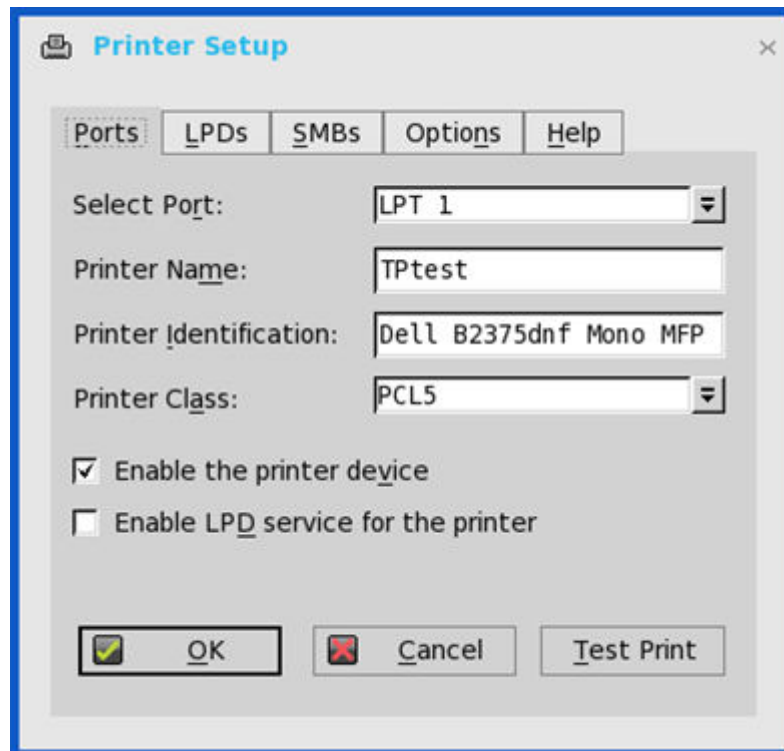 Printer Setup
Ports LPDs SMBs Options Help
Select Port: LPT 1
Printer Name: TPtest
Printer Identification: Dell B2375dnf Mono MFP
Printer Class: PCL5
Enable the printer device
Enable LPD service for the printer
OK Cancel Test Print